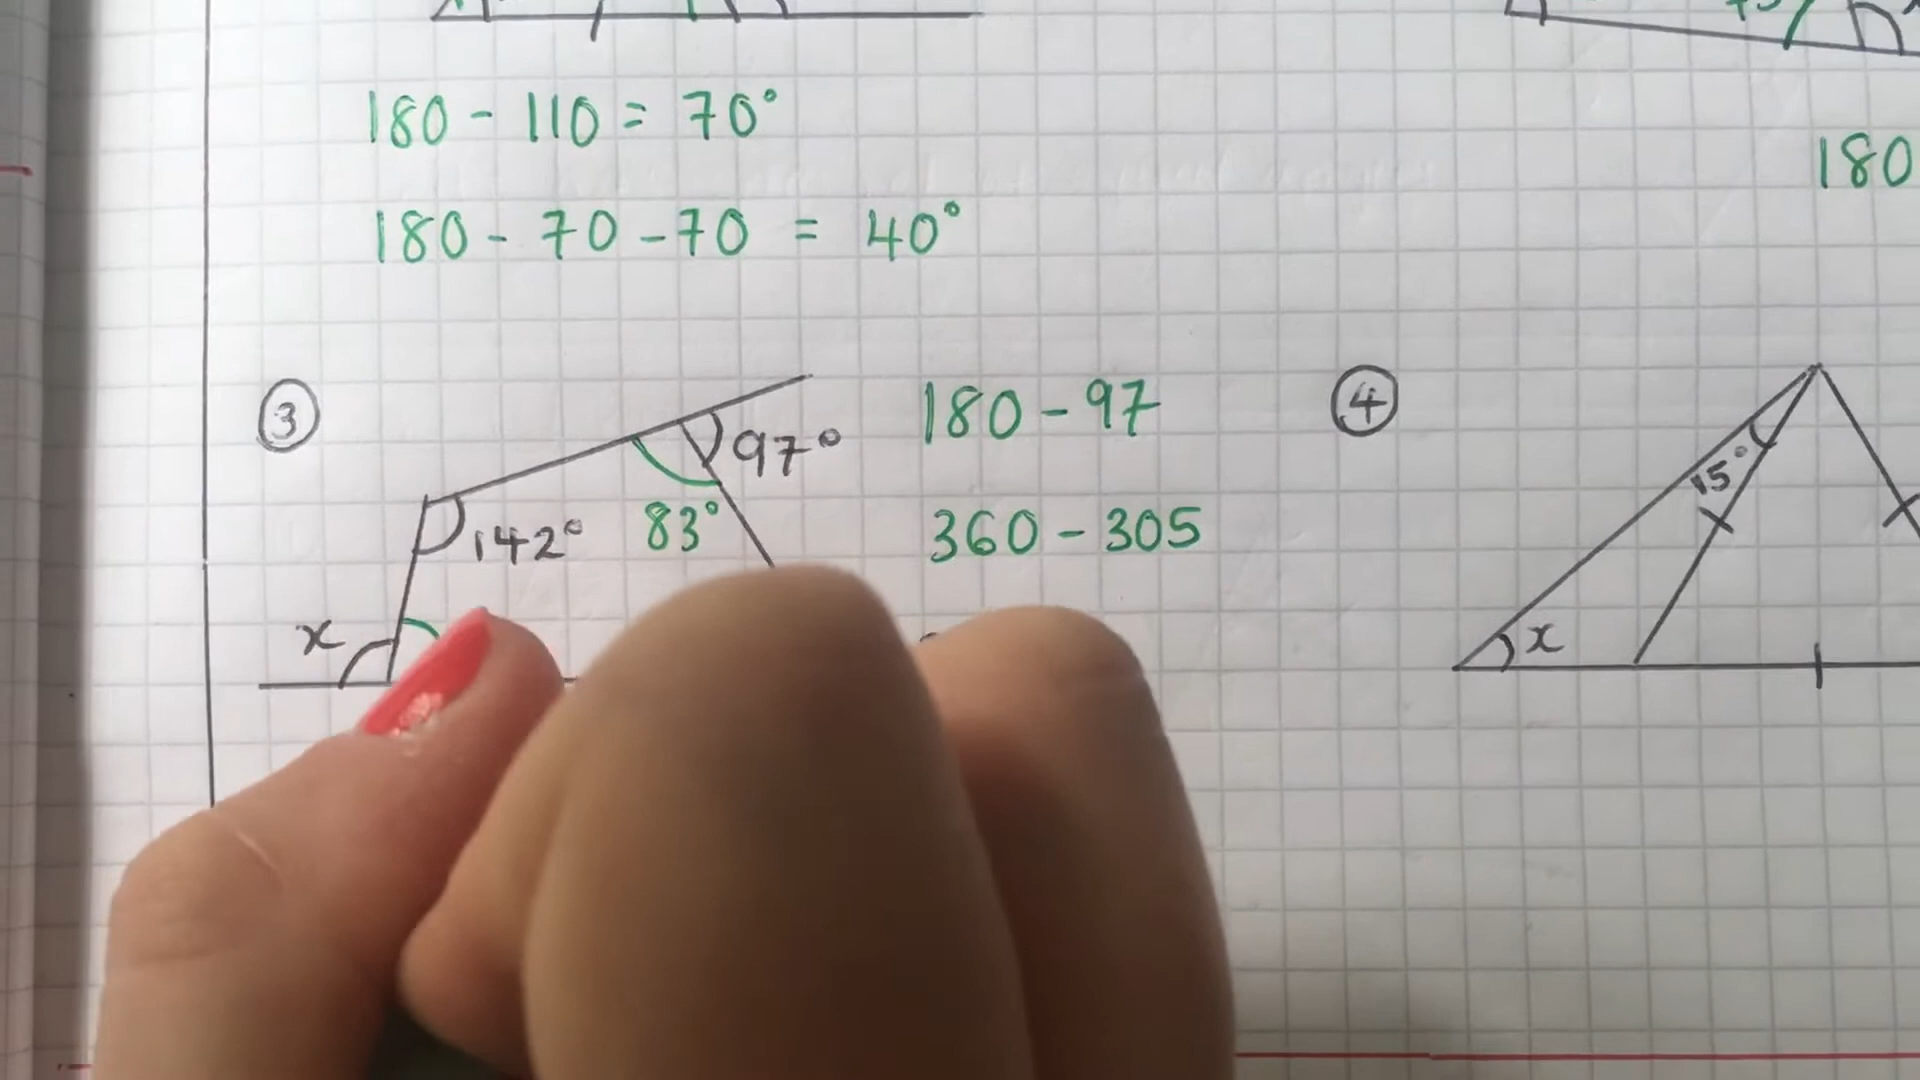 180 - 110 = 70°
180
180 - 70 - 70 = 40°
③
180 - 97
④
97°
15°
142°
83°
360 - 305
x
x